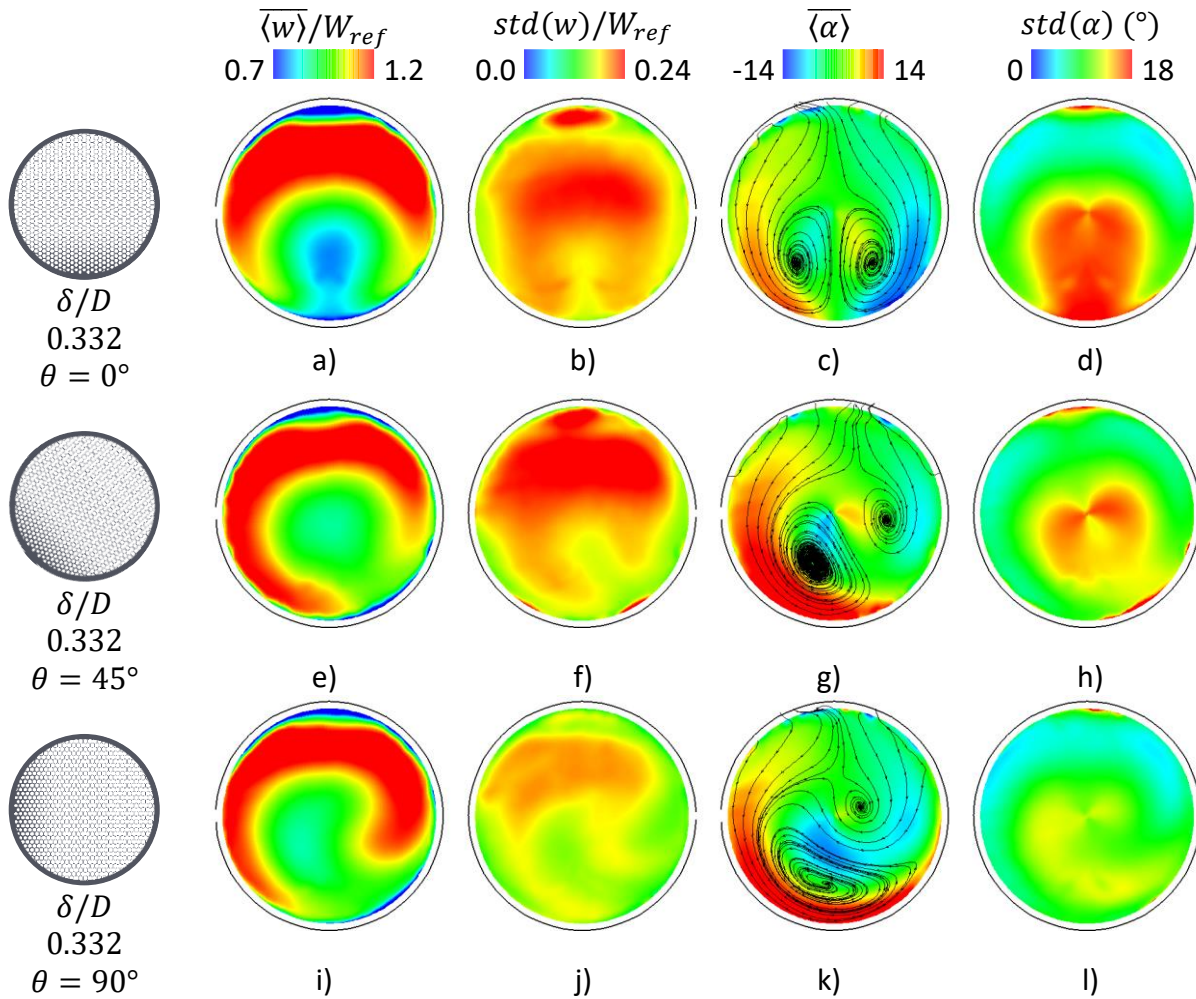 ⟨w⟩̅/W_ref std(w)/W_ref ⟨α⟩̅ std(α) (°)
0.7 1.2 0.0 0.24 -14 14 0 18
δ/D
0.332
θ = 0°
a) b) c) d)
δ/D
0.332
θ = 45°
e) f) g) h)
δ/D
0.332
θ = 90°
i) j) k) l)